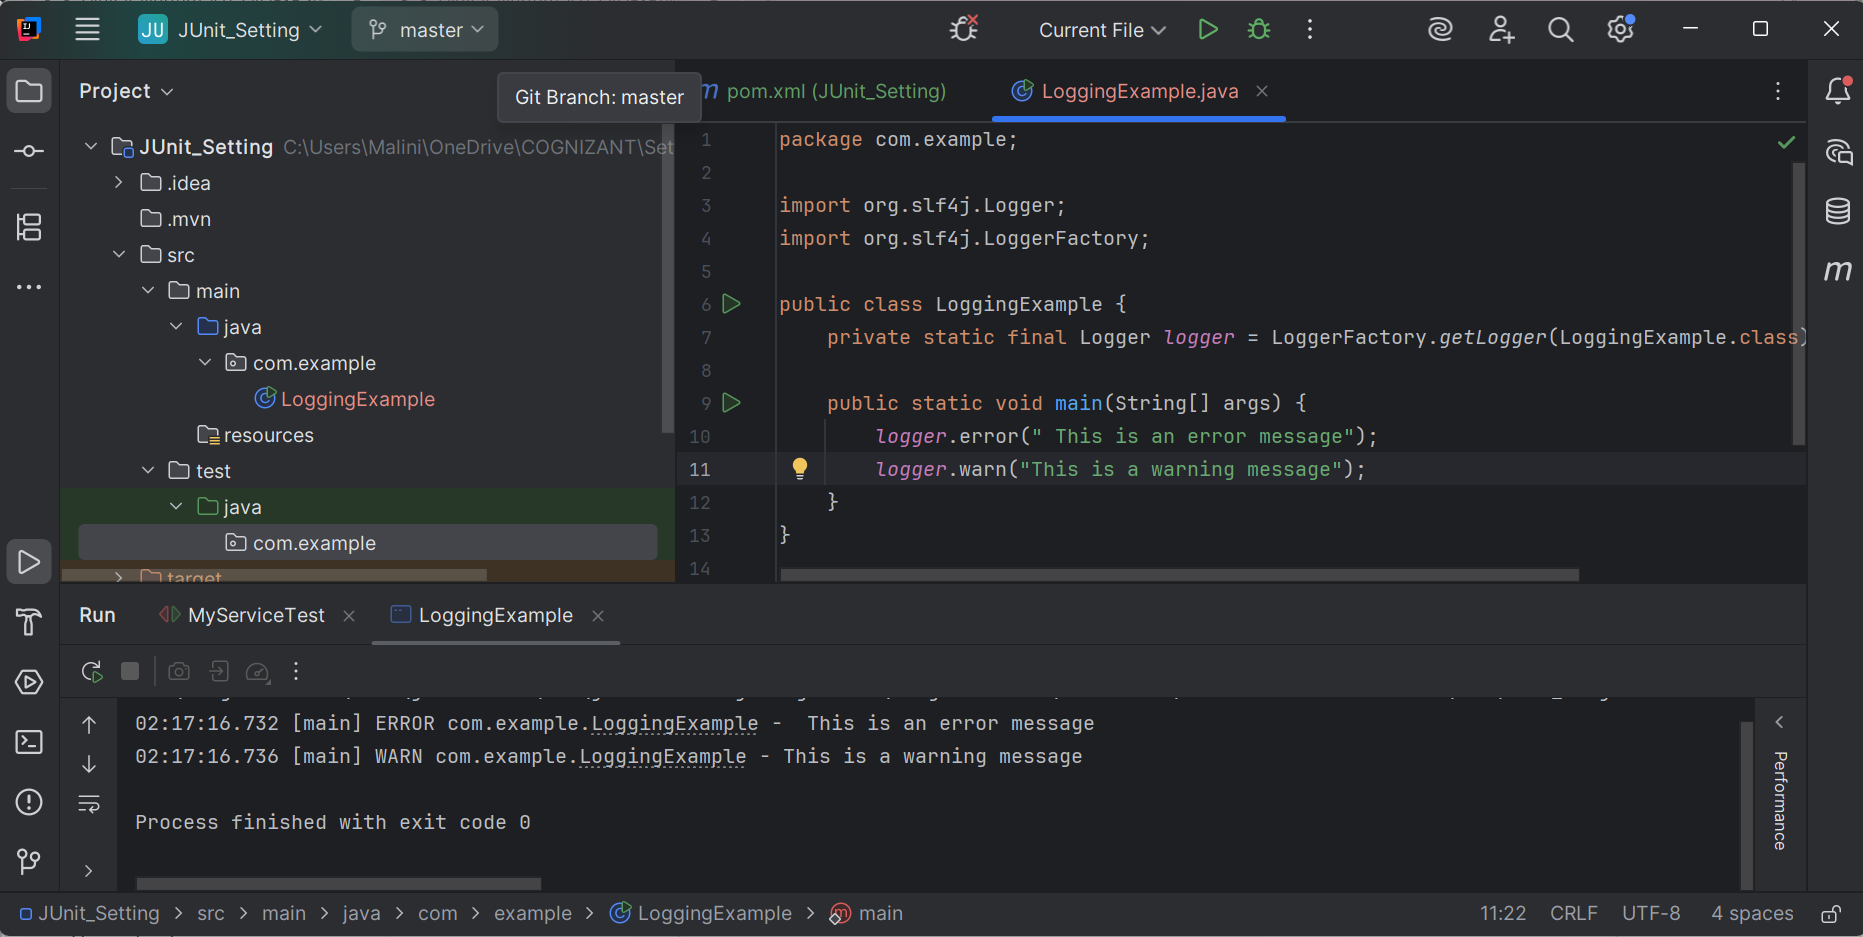 JU JUnit_Setting master Current File
Project
Git Branch: master
pom.xml (JUnit_Setting) LoggingExample.java
JUnit_Setting C:\Users\Malini\OneDrive\COGNIZANT\Set
.idea
.mvn
src
main
java
com.example
LoggingExample
resources
test
java
com.example
target
1 package com.example;
2
3 import org.slf4j.Logger;
4 import org.slf4j.LoggerFactory;
5
6 public class LoggingExample {
7 private static final Logger logger = LoggerFactory.getLogger(LoggingExample.class)
8
9 public static void main(String[] args) {
10 logger.error(" This is an error message");
11 logger.warn("This is a warning message");
12 }
13 }
14
Run MyServiceTest LoggingExample
02:17:16.732 [main] ERROR com.example.LoggingExample -  This is an error message
02:17:16.736 [main] WARN com.example.LoggingExample - This is a warning message
Process finished with exit code 0
Performance
JUnit_Setting > src > main > java > com > example > LoggingExample > main 11:22 CRLF UTF-8 4 spaces